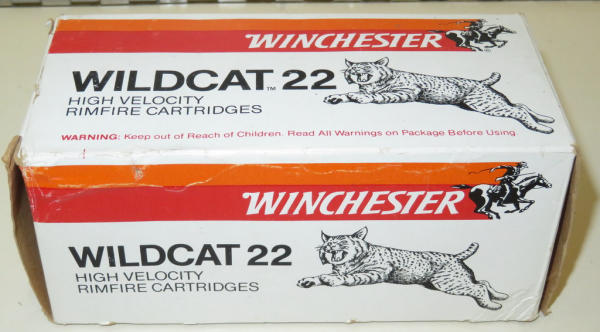 WINCHESTER
WILDCAT™ 22
HIGH VELOCITY
RIMFIRE CARTRIDGES
WARNING: Keep out of Reach of Children. Read All Warnings on Package Before Using.
WINCHESTER
WILDCAT 22
HIGH VELOCITY
RIMFIRE CARTRIDGES